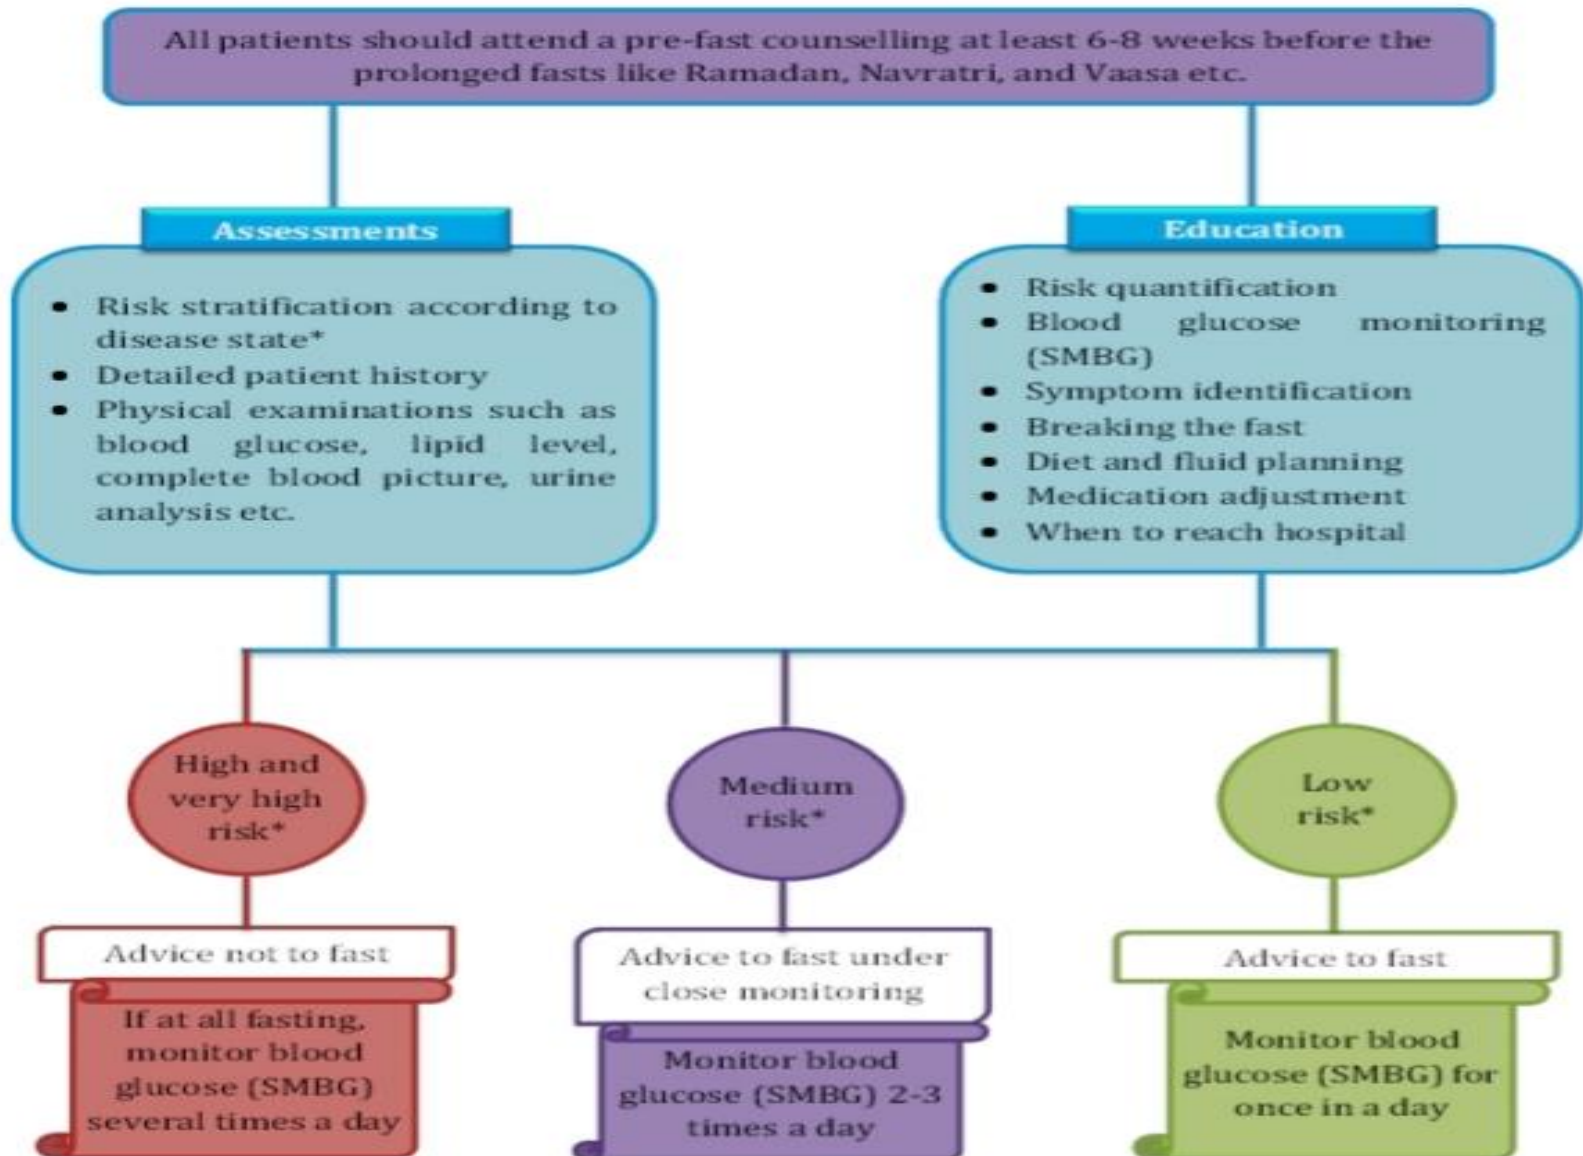 All patients should attend a pre-fast counselling at least 6-8 weeks before the
prolonged fasts like Ramadan, Navratri, and Vaasa etc.
Assessments
• Risk stratification according to
disease state*
• Detailed patient history
• Physical examinations such as
blood glucose, lipid level,
complete blood picture, urine
analysis etc.
Education
• Risk quantification
• Blood glucose monitoring
(SMBG)
• Symptom identification
• Breaking the fast
• Diet and fluid planning
• Medication adjustment
• When to reach hospital
High and
very high
risk*
Advice not to fast
If at all fasting,
monitor blood
glucose (SMBG)
several times a day
Medium
risk*
Advice to fast under
close monitoring
Monitor blood
glucose (SMBG) 2-3
times a day
Low
risk*
Advice to fast
Monitor blood
glucose (SMBG) for
once in a day